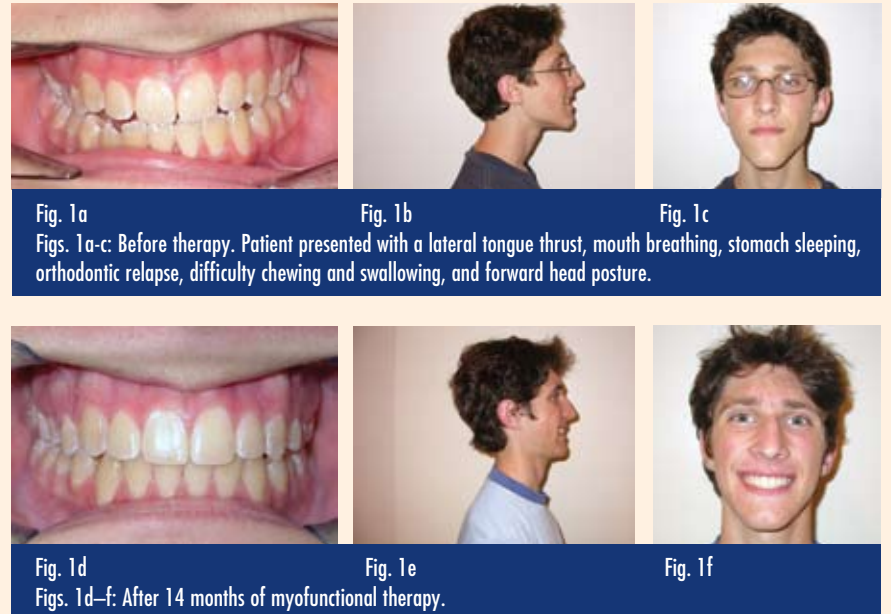 Fig. 1a Fig. 1b Fig. 1c
Figs. 1a-c: Before therapy. Patient presented with a lateral tongue thrust, mouth breathing, stomach sleeping,
orthodontic relapse, difficulty chewing and swallowing, and forward head posture.
Fig. 1d Fig. 1e Fig. 1f
Figs. 1d–f: After 14 months of myofunctional therapy.